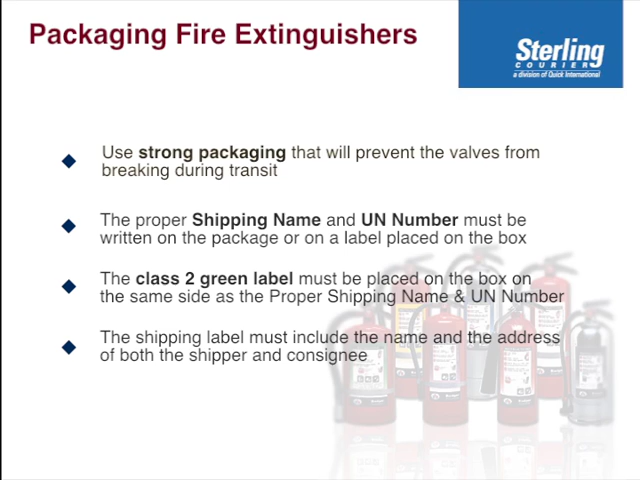 Packaging Fire Extinguishers
Sterling
COURIER
a division of Quick International
Use strong packaging that will prevent the valves from
breaking during transit
The proper Shipping Name and UN Number must be
written on the package or on a label placed on the box
The class 2 green label must be placed on the box on
the same side as the Proper Shipping Name & UN Number
The shipping label must include the name and the address
of both the shipper and consignee